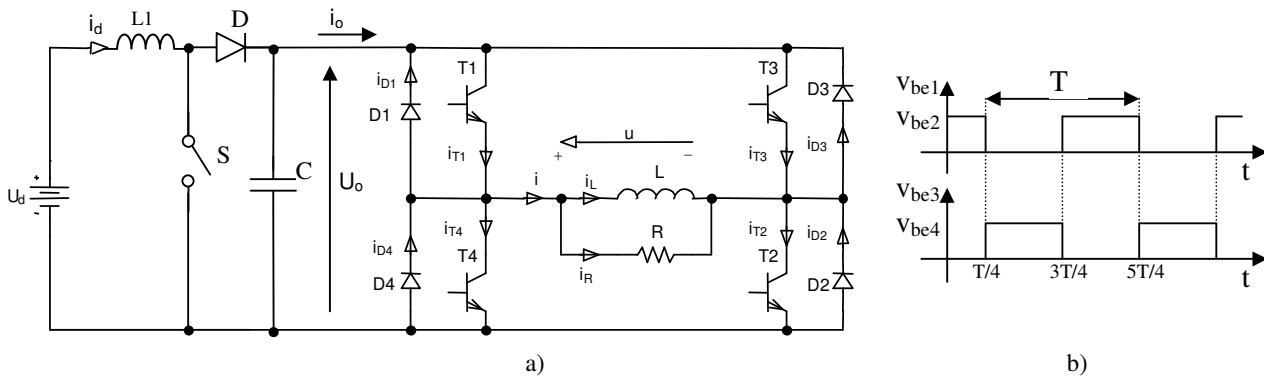 i_d
L1
D
i_o
S
C
U_d
+
-
U_o
i_D1
D1
T1
i_T1
T3
i_T3
D3
i_D3
u
+
−
i
i_L
L
i_R
R
i_D4
D4
i_T4
T4
i_T2
T2
i_D2
D2
a)
v_be1
v_be2
T
t
v_be3
v_be4
T/4
3T/4
5T/4
t
b)